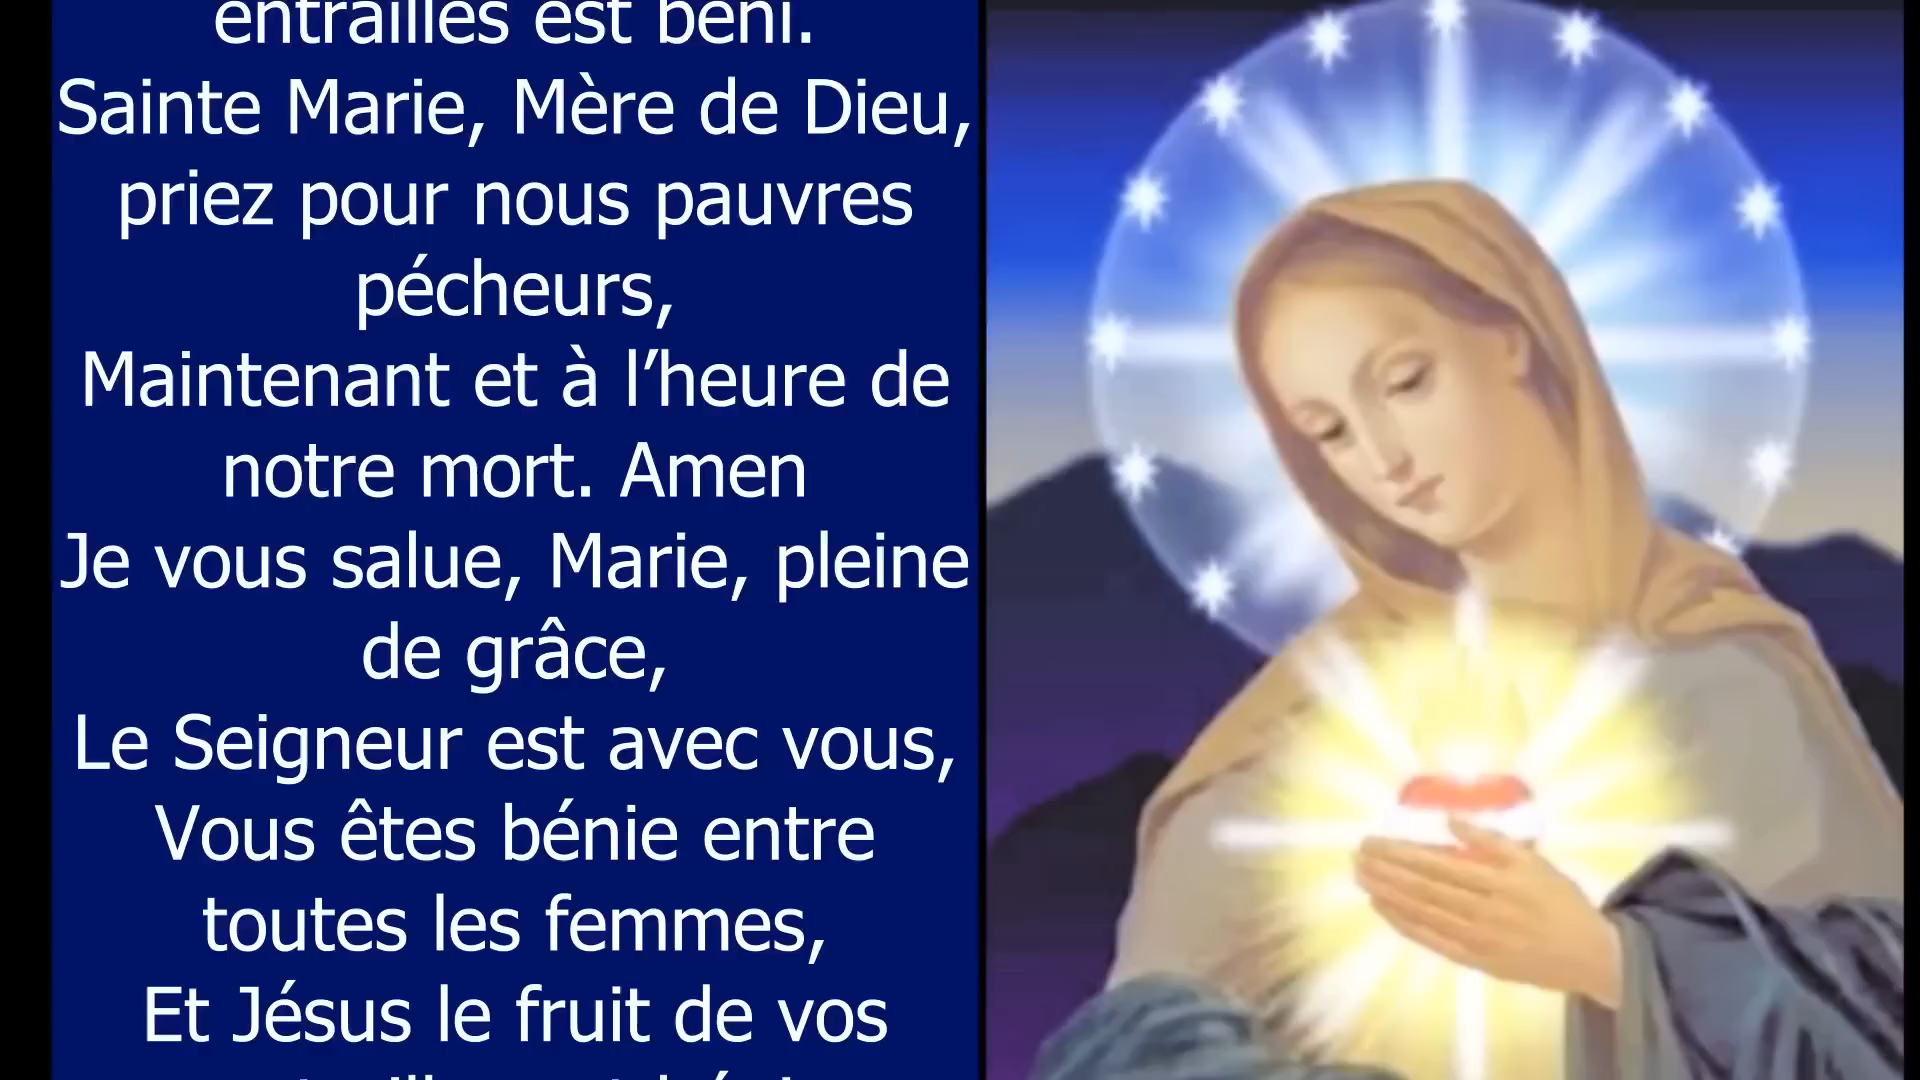 entrailles est béni.
Sainte Marie, Mère de Dieu,
priez pour nous pauvres
pécheurs,
Maintenant et à l’heure de
notre mort. Amen
Je vous salue, Marie, pleine
de grâce,
Le Seigneur est avec vous,
Vous êtes bénie entre
toutes les femmes,
Et Jésus le fruit de vos